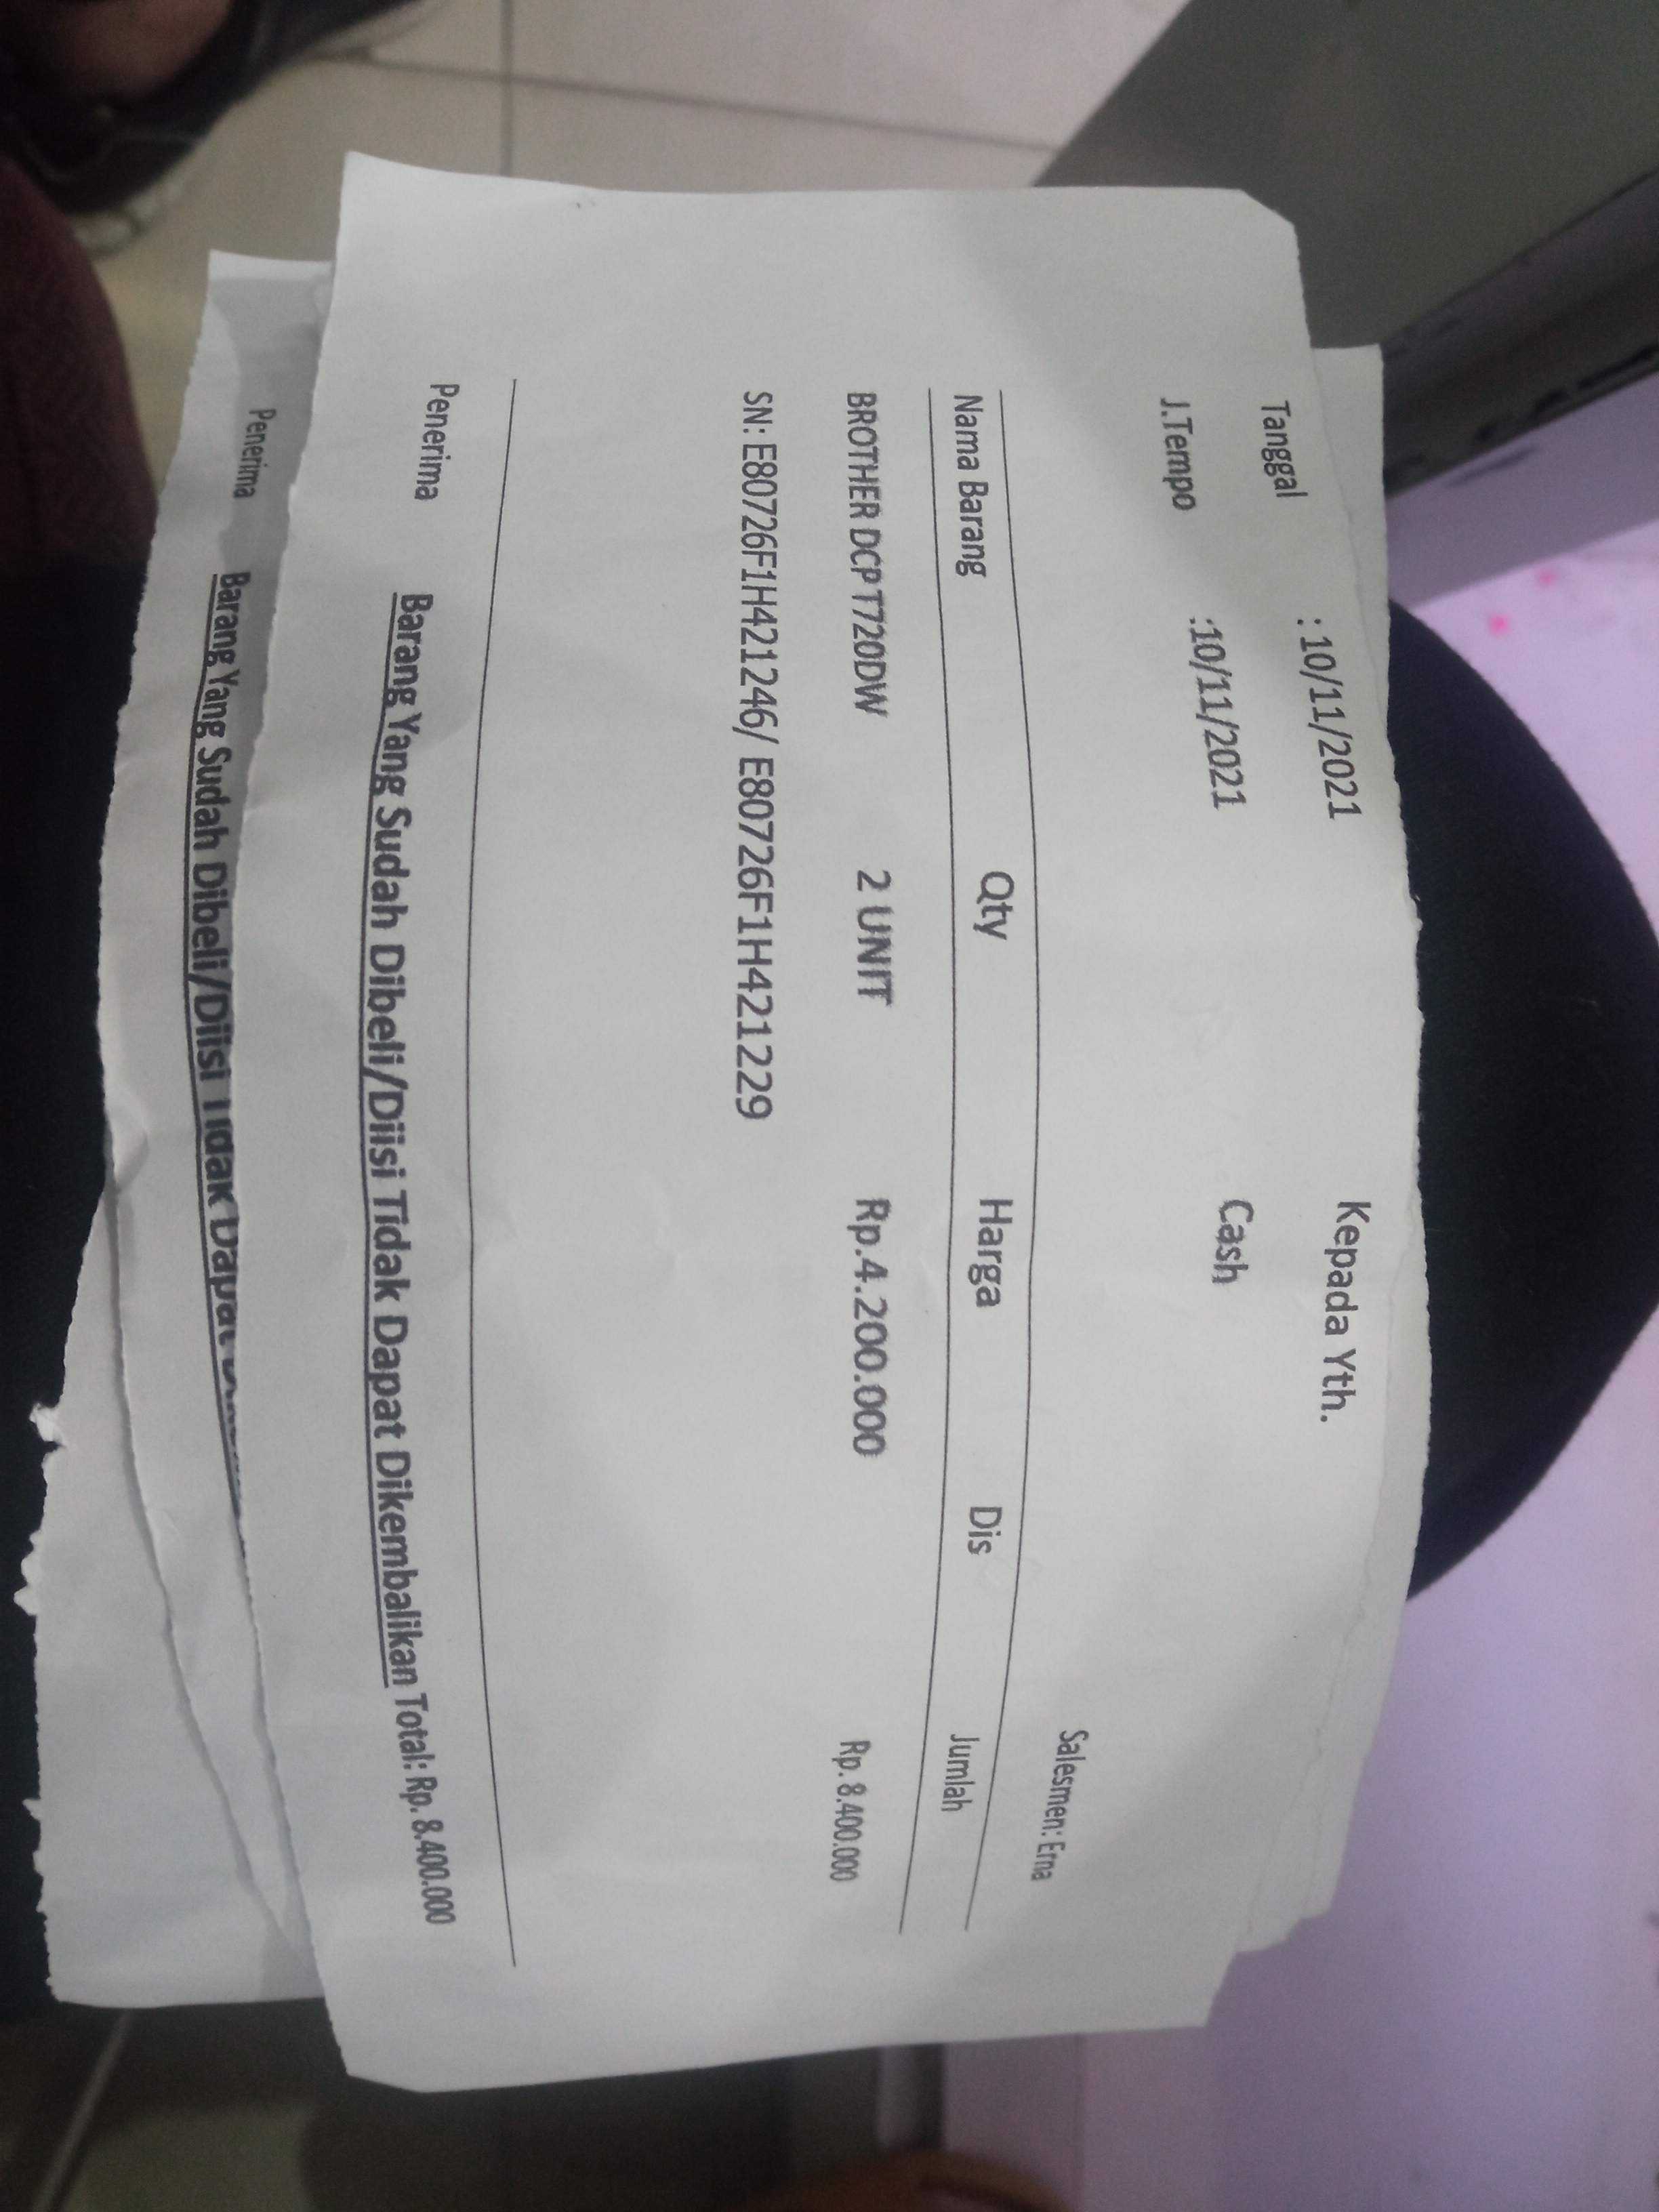 Tanggal : 10/11/2021 Kepada Yth.
J.Tempo :10/11/2021 Cash
Salesmen: Erna
Nama Barang Qty Harga Dis Jumlah
BROTHER DCP T720DW 2 UNIT Rp.4.200.000 Rp. 8.400.000
SN: E80726F1H421246/ E80726F1H421229
Penerima
Barang Yang Sudah Dibeli/Diisi Tidak Dapat Dikembalikan Total: Rp. 8.400.000
Penerima
Barang Yang Sudah Dibeli/Diisi Tidak Dapat